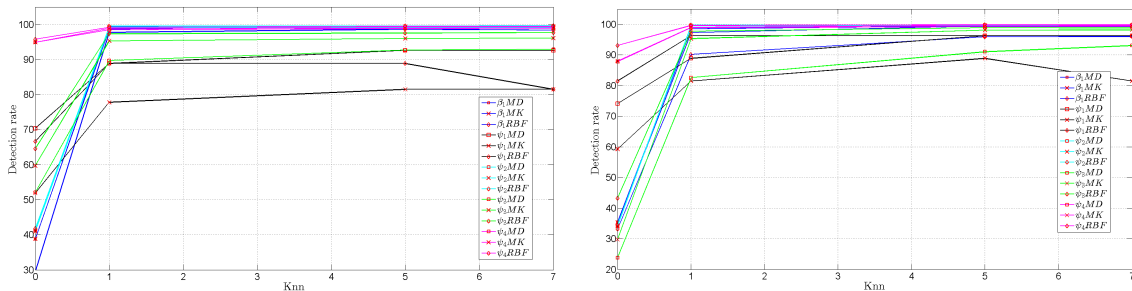 100
90
80
70
60
50
40
30
Detection rate
0 1 2 3 4 5 6 7
Knn
β₁MD
β₁MK
β₁RBF
ψ₁MD
ψ₁MK
ψ₁RBF
ψ₂MD
ψ₂MK
ψ₂RBF
ψ₃MD
ψ₃MK
ψ₃RBF
ψ₄MD
ψ₄MK
ψ₄RBF
100
90
80
70
60
50
40
30
20
Detection rate
0 1 2 3 4 5 6 7
Knn
β₁MD
β₁MK
β₁RBF
ψ₁MD
ψ₁MK
ψ₁RBF
ψ₂MD
ψ₂MK
ψ₂RBF
ψ₃MD
ψ₃MK
ψ₃RBF
ψ₄MD
ψ₄MK
ψ₄RBF